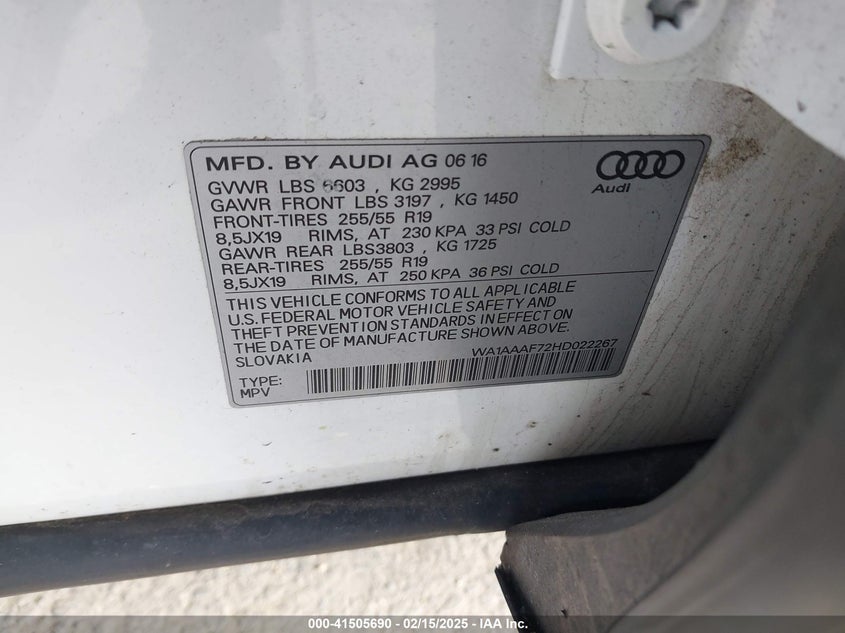 MFD. BY AUDI AG 06 16
Audi
GVWR LBS 6603 , KG 2995
GAWR FRONT LBS 3197 , KG 1450
FRONT-TIRES 255/55 R19
8,5JX19 RIMS, AT 230 KPA 33 PSI COLD
GAWR REAR LBS3803 , KG 1725
REAR-TIRES 255/55 R19
8,5JX19 RIMS, AT 250 KPA 36 PSI COLD
THIS VEHICLE CONFORMS TO ALL APPLICABLE
U.S. FEDERAL MOTOR VEHICLE SAFETY AND
THEFT PREVENTION STANDARDS IN EFFECT ON
THE DATE OF MANUFACTURE SHOWN ABOVE.
SLOVAKIA
WA1AAAF72HD022267
TYPE:
MPV
000-41505690 - 02/15/2025 - IAA Inc.